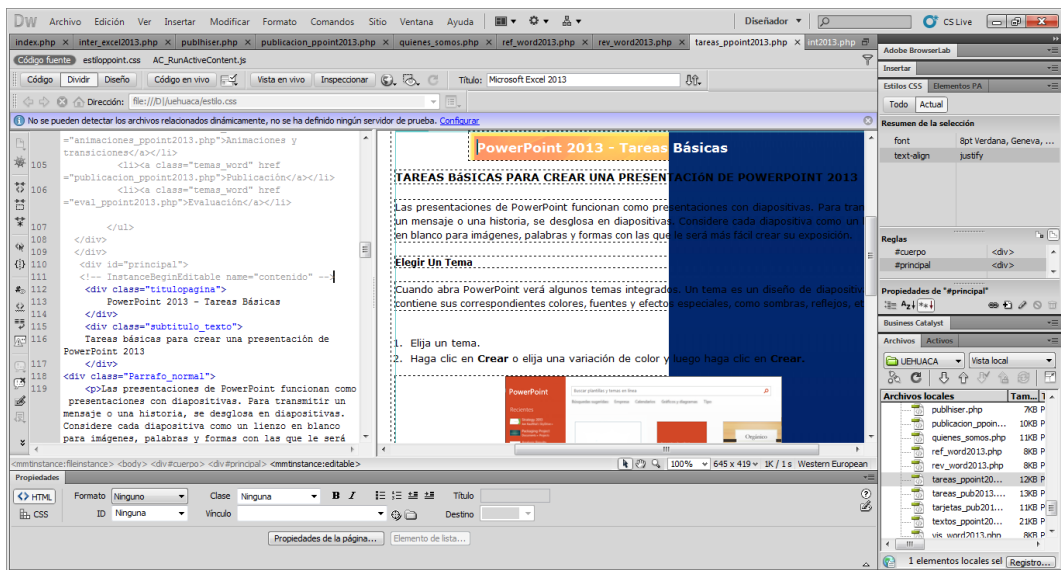 DW Archivo Edición Ver Insertar Modificar Formato Comandos Sitio Ventana Ayuda Diseñador CS Live
index.php × inter_excel2013.php × publhiser.php × publicacion_ppoint2013.php × quienes_somos.php × ref_word2013.php × rev_word2013.php × tareas_ppoint2013.php × int2013.php
Código fuente estiloppoint.css AC_RunActiveContent.js
Código Dividir Diseño Código en vivo Vista en vivo Inspeccionar Título: Microsoft Excel 2013
Dirección: file:///D|/uehuaca/estilo.css
No se pueden detectar los archivos relacionados dinámicamente, no se ha definido ningún servidor de prueba. Configurar
="animaciones_ppoint2013.php">Animaciones y
transiciones</a></li>
105 <li><a class="temas_word" href
="publicacion_ppoint2013.php">Publicación</a></li>
106 <li><a class="temas_word" href
="eval_ppoint2013.php">Evaluación</a></li>
107 </ul>
108 </div>
109 </div>
110 <div id="principal">
111 <!-- InstanceBeginEditable name="contenido" -->
112 <div class="titulopagina">
113 PowerPoint 2013 - Tareas Básicas
114 </div>
115 <div class="subtitulo_texto">
116 Tareas básicas para crear una presentación de
PowerPoint 2013
117 </div>
118 <div class="Parrafo_normal">
119 <p>Las presentaciones de PowerPoint funcionan como
presentaciones con diapositivas. Para transmitir un
mensaje o una historia, se desglosa en diapositivas.
Considere cada diapositiva como un lienzo en blanco
para imágenes, palabras y formas con las que le será
PowerPoint 2013 - Tareas Básicas
TAREAS BáSICAS PARA CREAR UNA PRESENTACIóN DE POWERPOINT 2013
Las presentaciones de PowerPoint funcionan como presentaciones con diapositivas. Para tran
un mensaje o una historia, se desglosa en diapositivas. Considere cada diapositiva como un
en blanco para imágenes, palabras y formas con las que le será más fácil crear su exposición.
Elegir Un Tema
Cuando abra PowerPoint verá algunos temas integrados. Un tema es un diseño de diapositiv
contiene sus correspondientes colores, fuentes y efectos especiales, como sombras, reflejos, et
1. Elija un tema.
2. Haga clic en Crear o elija una variación de color y luego haga clic en Crear.
PowerPoint
Recientes
Buscar plantillas y temas en línea
Orgánico
<mmtinstance:fileinstance> <body> <div#cuerpo> <div#principal> <mmtinstance:editable> 100% 645 x 419 1K / 1 s Western European
Propiedades
HTML Formato Ninguno Clase Ninguna B I Título
CSS ID Ninguna Vínculo Destino
Propiedades de la página... Elemento de lista...
Adobe BrowserLab
Insertar
Estilos CSS Elementos PA
Todo Actual
Resumen de la selección
font 8pt Verdana, Geneva, ...
text-align justify
Reglas
#cuerpo <div>
#principal <div>
Propiedades de "#principal"
Business Catalyst
Archivos Activos
UEHUACA Vista local
Archivos locales Tam... T
publhiser.php 7KB P
publicacion_ppoin... 10KB P
quienes_somos.php 11KB P
ref_word2013.php 8KB P
rev_word2013.php 8KB P
tareas_ppoint20... 12KB P
tareas_pub2013.... 13KB P
tarjetas_pub201... 11KB P
textos_ppoint20... 21KB P
vis_word2013.php 8KB P
1 elementos locales sel Registro...